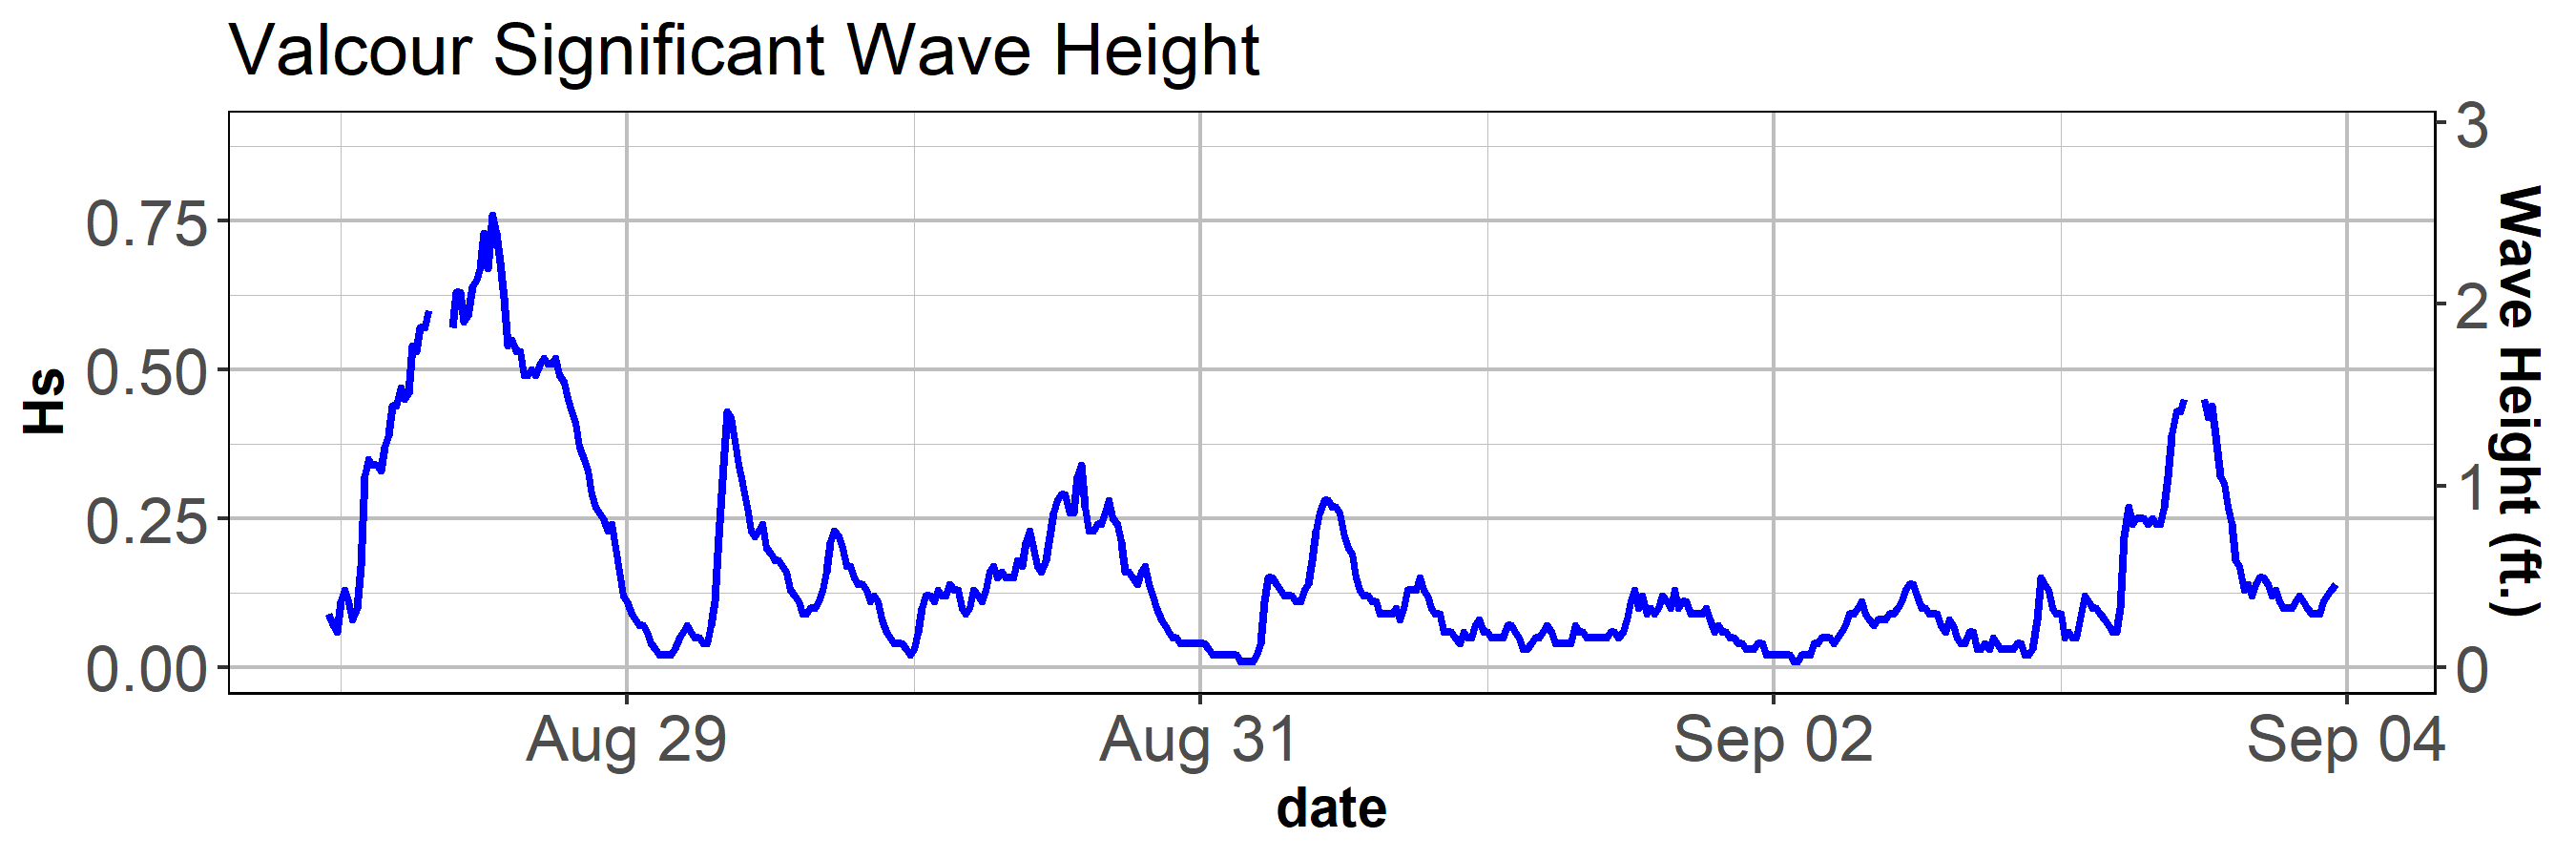 Valcour Significant Wave Height
Hs
0.75
0.50
0.25
0.00
3
2
1
0
Wave Height (ft.)
Aug 29 Aug 31 Sep 02 Sep 04
date